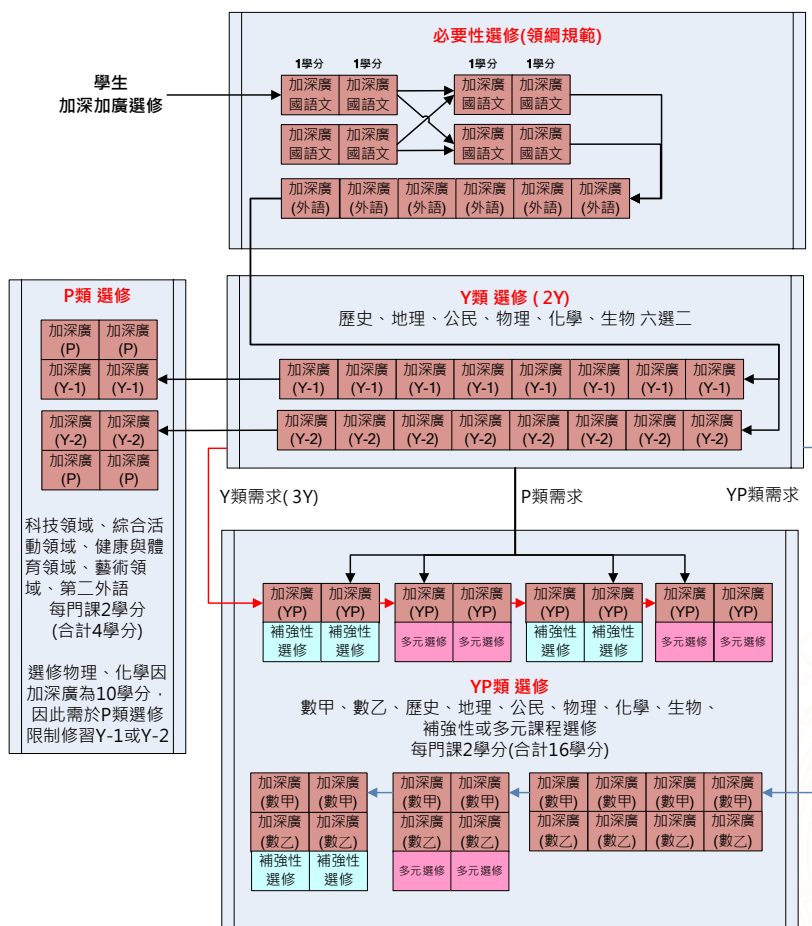 必要性選修(領綱規範)
1學分 1學分 1學分 1學分
學生
加深加廣選修
加深廣 加深廣 加深廣 加深廣
國語文 國語文 國語文 國語文
加深廣 加深廣 加深廣 加深廣
國語文 國語文 國語文 國語文
加深廣 加深廣 加深廣 加深廣 加深廣 加深廣
(外語) (外語) (外語) (外語) (外語) (外語)
P類 選修
加深廣 加深廣
(P) (P)
加深廣 加深廣
(Y-1) (Y-1)
加深廣 加深廣
(Y-2) (Y-2)
加深廣 加深廣
(P) (P)
科技領域、綜合活
動領域、健康與體
育領域、藝術領
域、第二外語
每門課2學分
(合計4學分)
選修物理、化學因
加深廣為10學分，
因此需於P類選修
限制修習Y-1或Y-2
Y類 選修 ( 2Y)
歷史、地理、公民、物理、化學、生物 六選二
加深廣 加深廣 加深廣 加深廣 加深廣 加深廣 加深廣 加深廣
(Y-1) (Y-1) (Y-1) (Y-1) (Y-1) (Y-1) (Y-1) (Y-1)
加深廣 加深廣 加深廣 加深廣 加深廣 加深廣 加深廣 加深廣
(Y-2) (Y-2) (Y-2) (Y-2) (Y-2) (Y-2) (Y-2) (Y-2)
Y類需求( 3Y) P類需求 YP類需求
加深廣 加深廣 加深廣 加深廣 加深廣 加深廣 加深廣 加深廣
(YP) (YP) (YP) (YP) (YP) (YP) (YP) (YP)
補強性 補強性 多元選修 多元選修 補強性 補強性 多元選修 多元選修
選修 選修 選修 選修
YP類 選修
數甲、數乙、歷史、地理、公民、物理、化學、生物、
補強性或多元課程選修
每門課2學分(合計16學分)
加深廣 加深廣 加深廣 加深廣 加深廣 加深廣 加深廣 加深廣
(數甲) (數甲) (數甲) (數甲) (數甲) (數甲) (數甲) (數甲)
加深廣 加深廣 加深廣 加深廣 加深廣 加深廣 加深廣 加深廣
(數乙) (數乙) (數乙) (數乙) (數乙) (數乙) (數乙) (數乙)
補強性 補強性 多元選修 多元選修
選修 選修